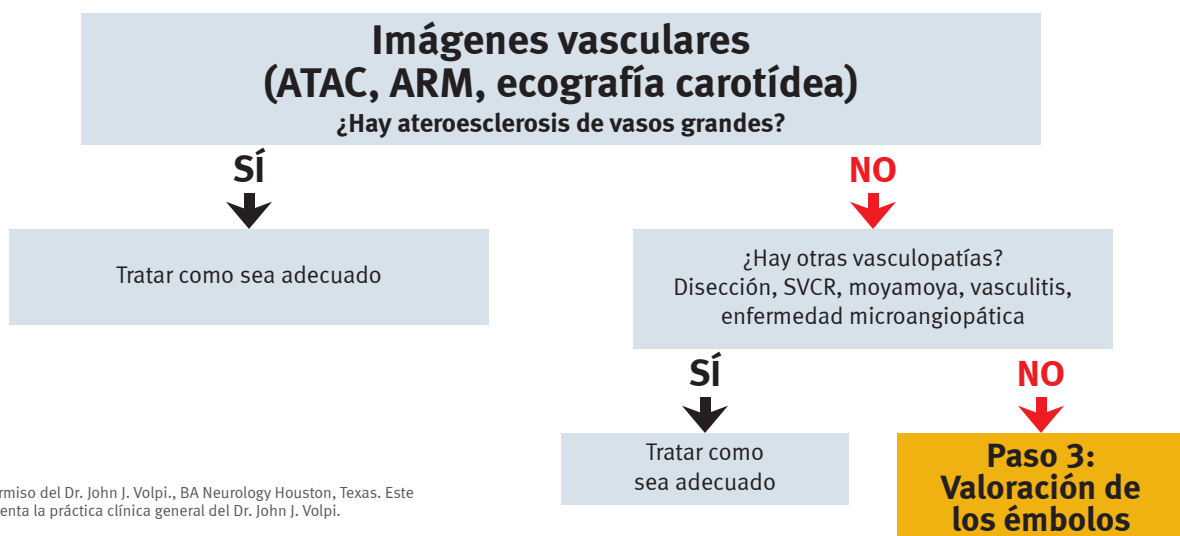 Imágenes vasculares
(ATAC, ARM, ecografía carotídea)
¿Hay ateroesclerosis de vasos grandes?
SÍ
NO
Tratar como sea adecuado
¿Hay otras vasculopatías?
Disección, SVCR, moyamoya, vasculitis,
enfermedad microangiopática
SÍ
NO
Tratar como
sea adecuado
Paso 3:
Valoración de
los émbolos
rmiso del Dr. John J. Volpi., BA Neurology Houston, Texas. Este
enta la práctica clínica general del Dr. John J. Volpi.